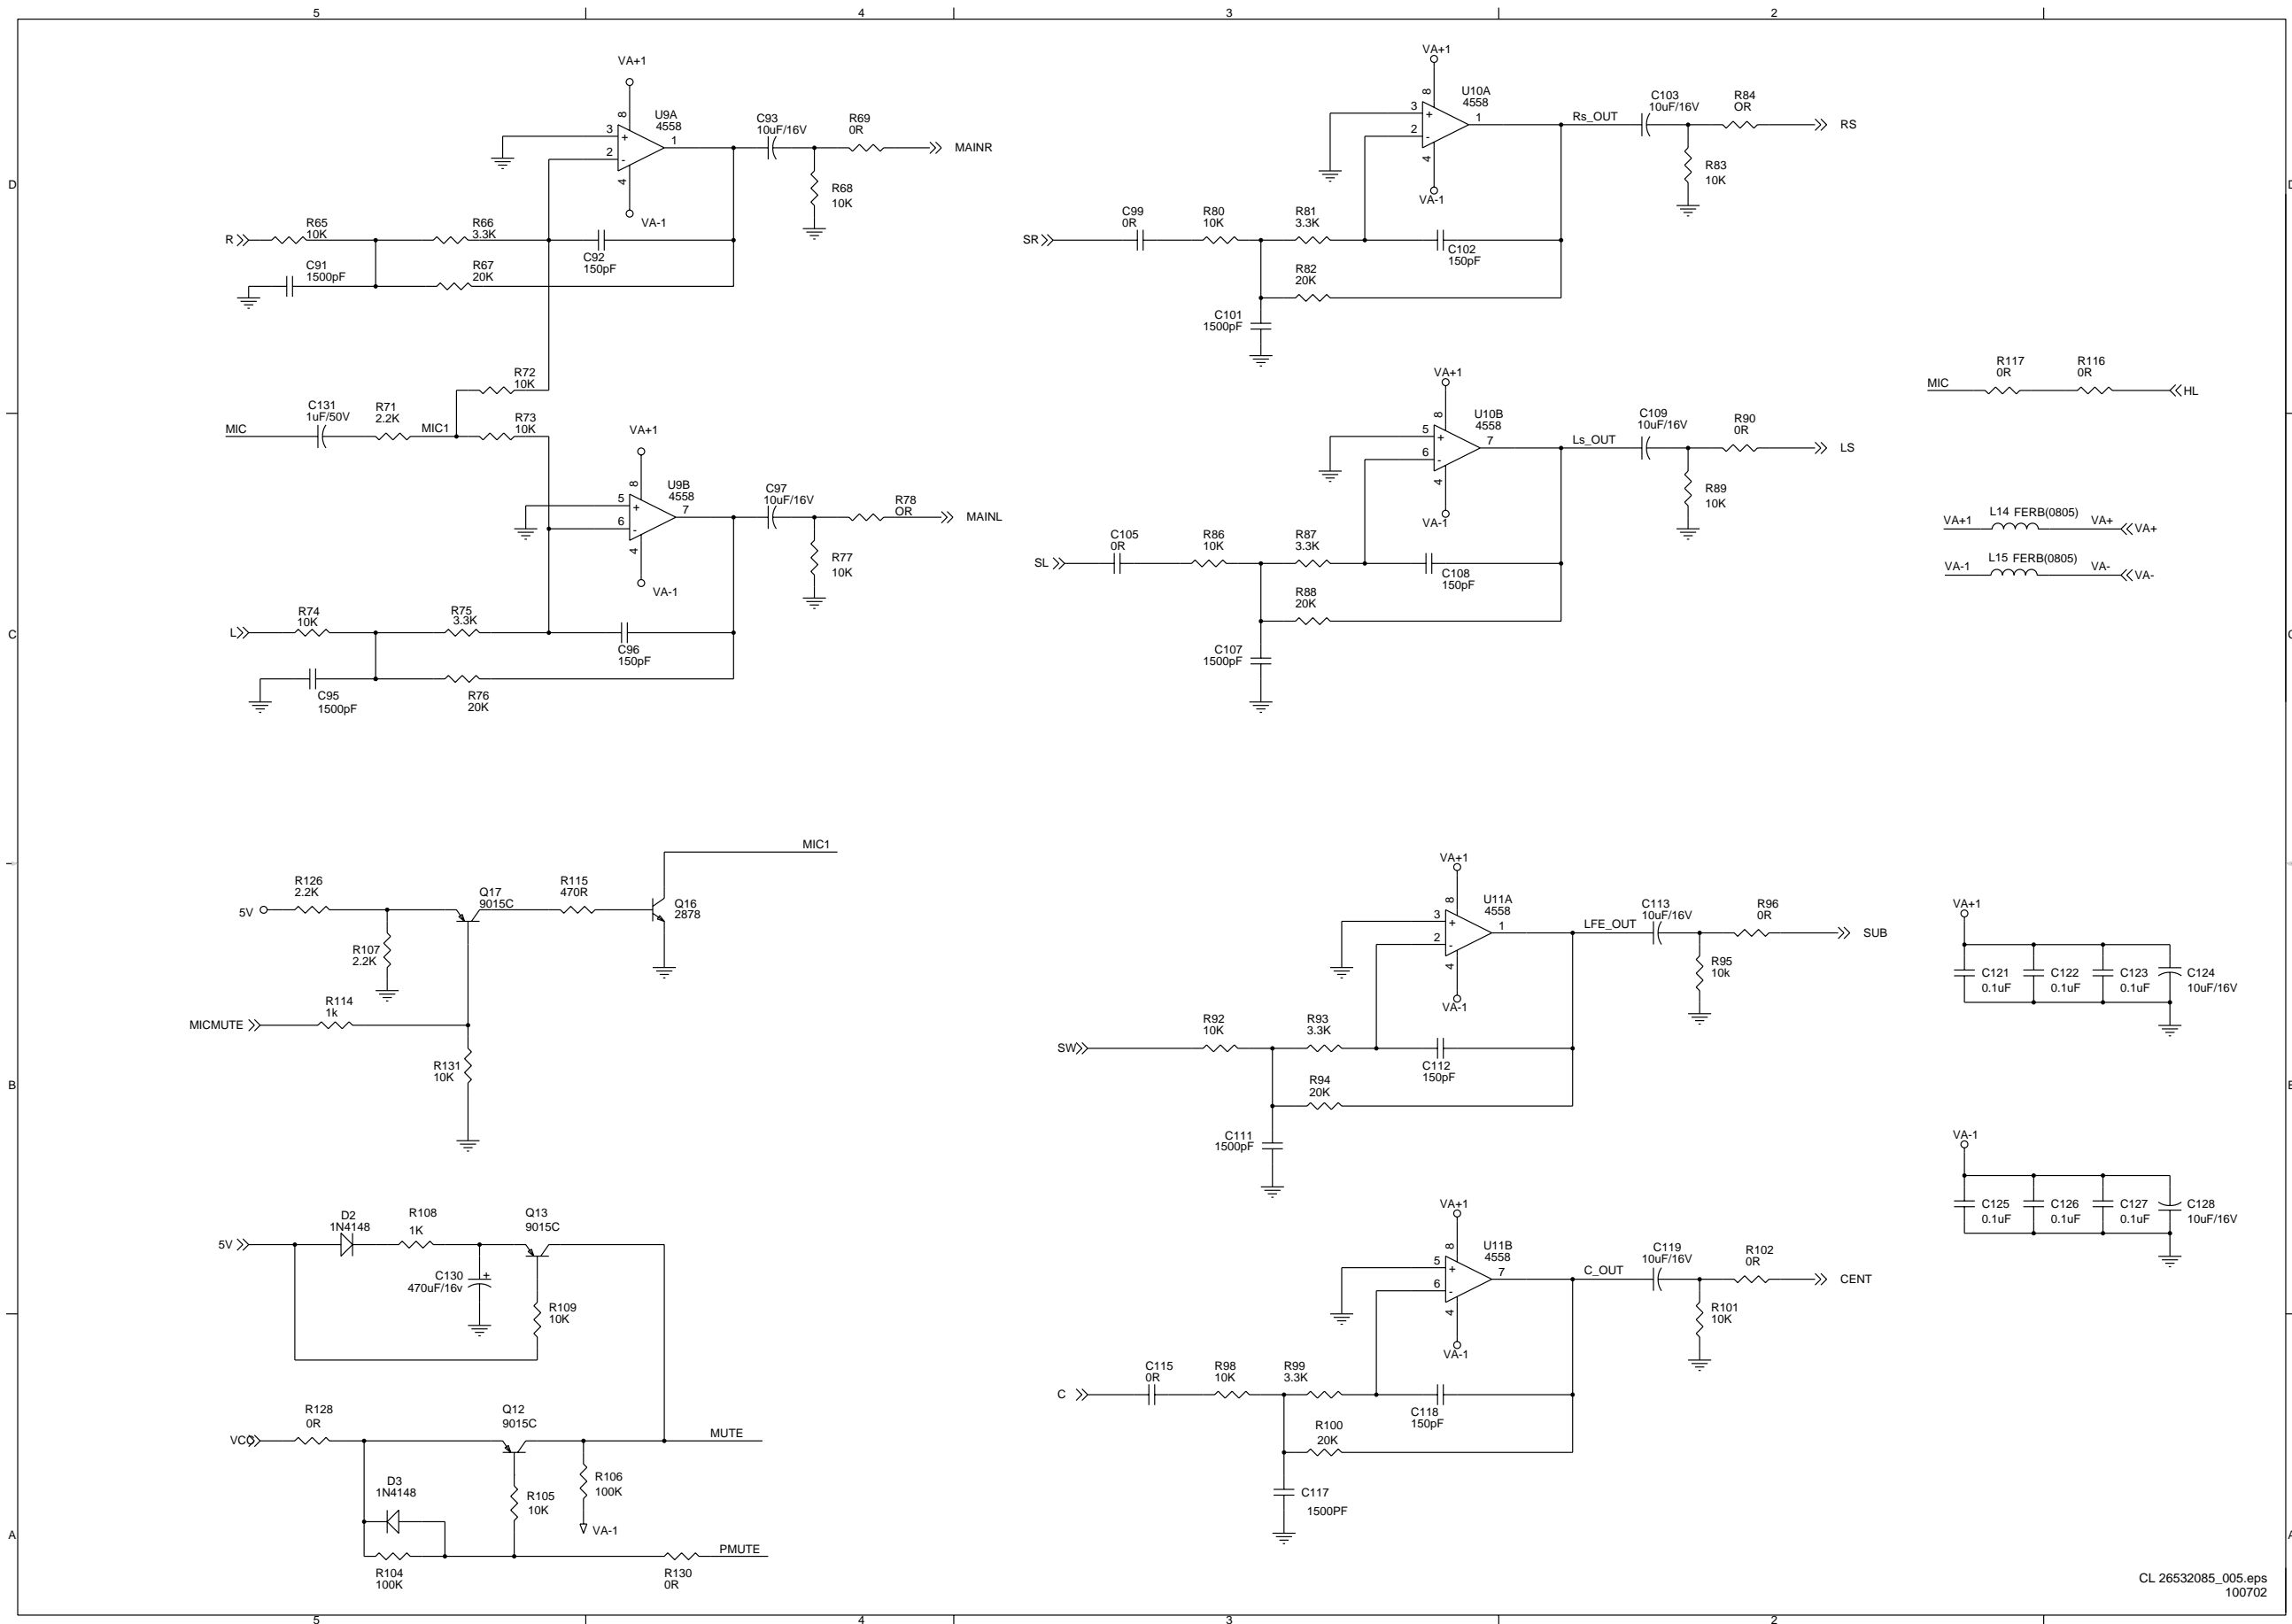 5 4 3 2
D
C
B
A
VA+1
8
U9A
4558
3
+
2
-
1
4
VA-1
C93
10uF/16V
R69
0R
MAINR
R68
10K
R
R65
10K
R66
3.3K
C92
150pF
C91
1500pF
R67
20K
R72
10K
MIC
C131
1uF/50V
R71
2.2K
MIC1
R73
10K
VA+1
8
U9B
4558
5
+
6
-
7
4
VA-1
C97
10uF/16V
R78
OR
MAINL
R77
10K
L
R74
10K
R75
3.3K
C96
150pF
C95
1500pF
R76
20K
VA+1
8
U10A
4558
3
+
2
-
1
4
VA-1
Rs_OUT
C103
10uF/16V
R84
OR
RS
R83
10K
SR
C99
0R
R80
10K
R81
3.3K
C102
150pF
R82
20K
C101
1500pF
VA+1
8
U10B
4558
5
+
6
-
7
4
VA-1
Ls_OUT
C109
10uF/16V
R90
0R
LS
R89
10K
SL
C105
0R
R86
10K
R87
3.3K
C108
150pF
R88
20K
C107
1500pF
MIC
R117
0R
R116
0R
HL
VA+1
L14 FERB(0805)
VA+
VA+
VA-1
L15 FERB(0805)
VA-
VA-
MIC1
5V
R126
2.2K
Q17
9015C
R115
470R
Q16
2878
R107
2.2K
MICMUTE
R114
1k
R131
10K
5V
D2
1N4148
R108
1K
Q13
9015C
C130
+
470uF/16v
R109
10K
VCC
R128
0R
Q12
9015C
MUTE
D3
1N4148
R105
10K
R106
100K
VA-1
R104
100K
R130
0R
PMUTE
VA+1
8
U11A
4558
3
+
2
-
1
4
VA-1
LFE_OUT
C113
10uF/16V
R96
0R
SUB
R95
10k
SW
R92
10K
R93
3.3K
C112
150pF
R94
20K
C111
1500pF
VA+1
8
U11B
4558
5
+
6
-
7
4
VA-1
C_OUT
C119
10uF/16V
R102
0R
CENT
R101
10K
C
C115
0R
R98
10K
R99
3.3K
C118
150pF
R100
20K
C117
1500PF
VA+1
C121
0.1uF
C122
0.1uF
C123
0.1uF
C124
10uF/16V
VA-1
C125
0.1uF
C126
0.1uF
C127
0.1uF
C128
10uF/16V
CL 26532085_005.eps
100702
5 4 3 2